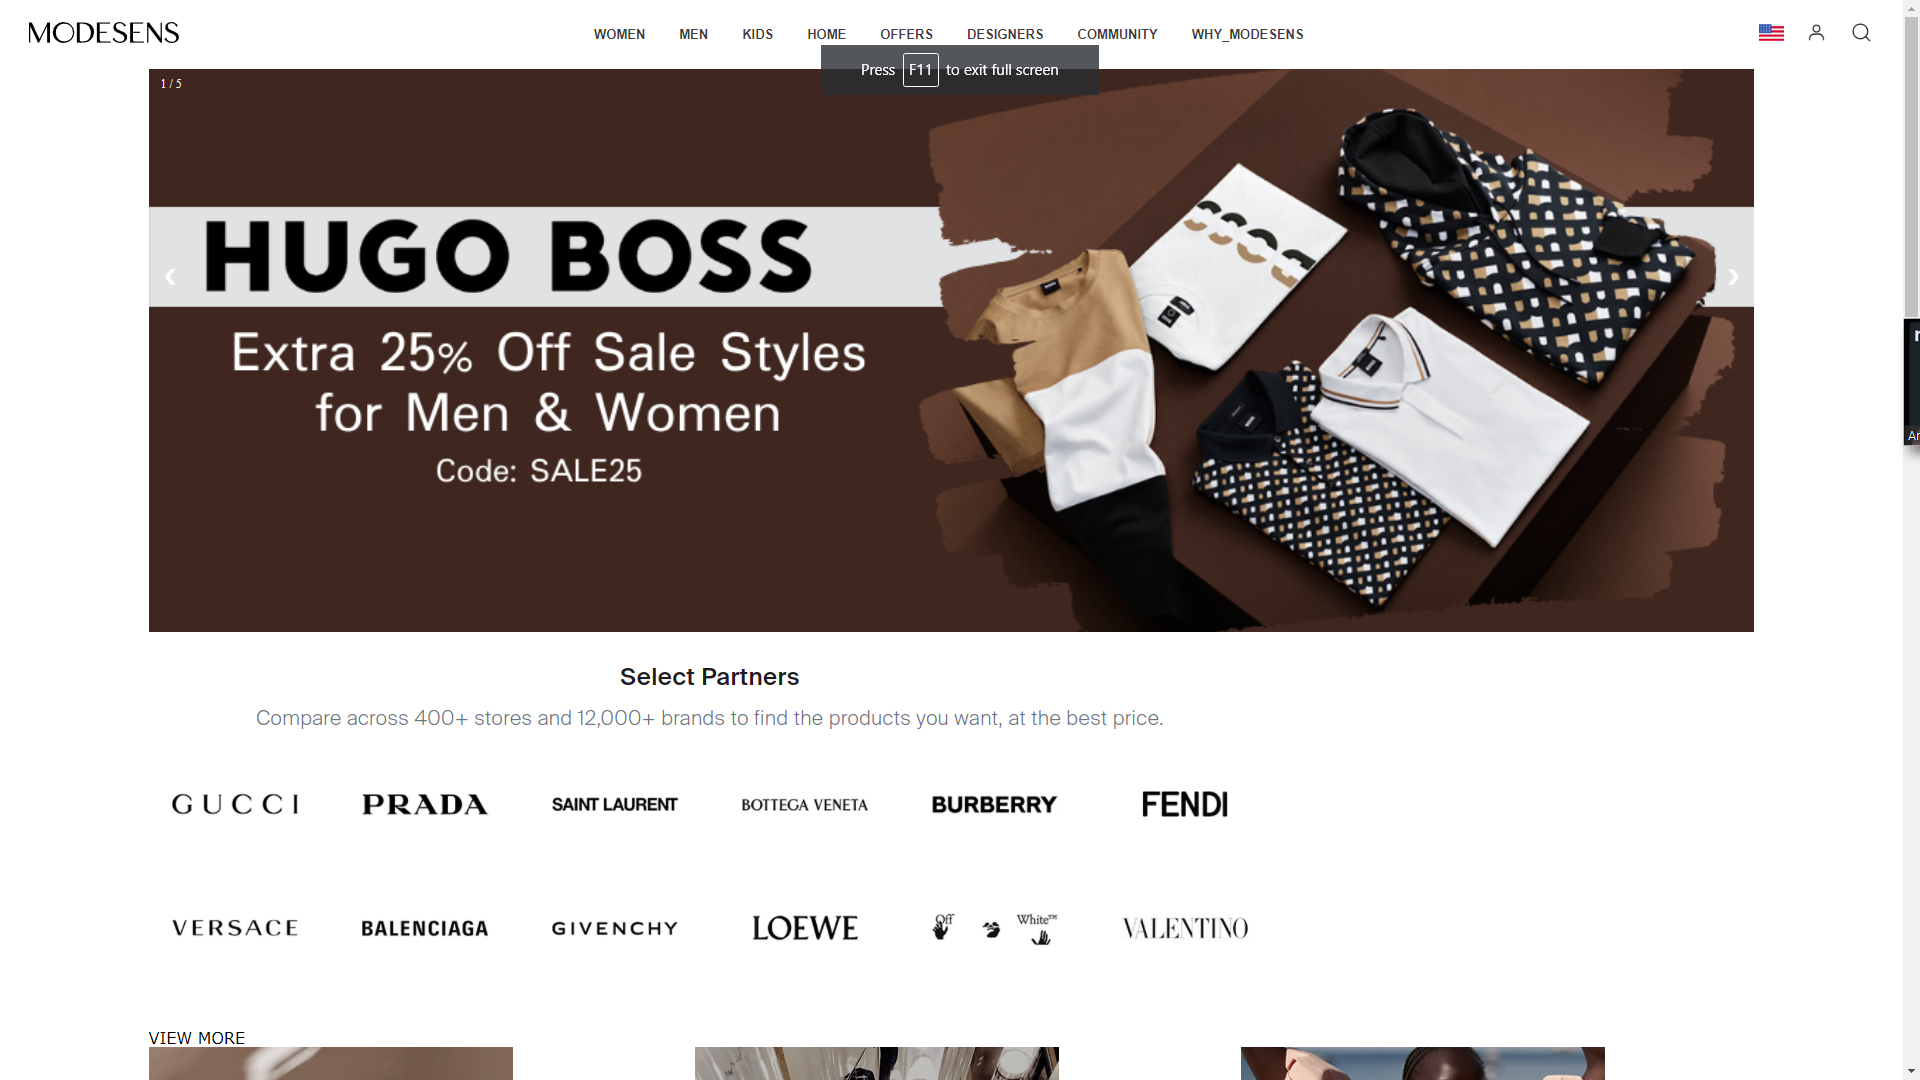 MODESENS
WOMEN MEN KIDS HOME OFFERS DESIGNERS COMMUNITY WHY_MODESENS
Press F11 to exit full screen
1 / 5
HUGO BOSS
Extra 25% Off Sale Styles
for Men & Women
Code: SALE25
Select Partners
Compare across 400+ stores and 12,000+ brands to find the products you want, at the best price.
GUCCI PRADA SAINT LAURENT BOTTEGA VENETA BURBERRY FENDI
VERSACE BALENCIAGA GIVENCHY LOEWE Off White™ VALENTINO
VIEW MORE